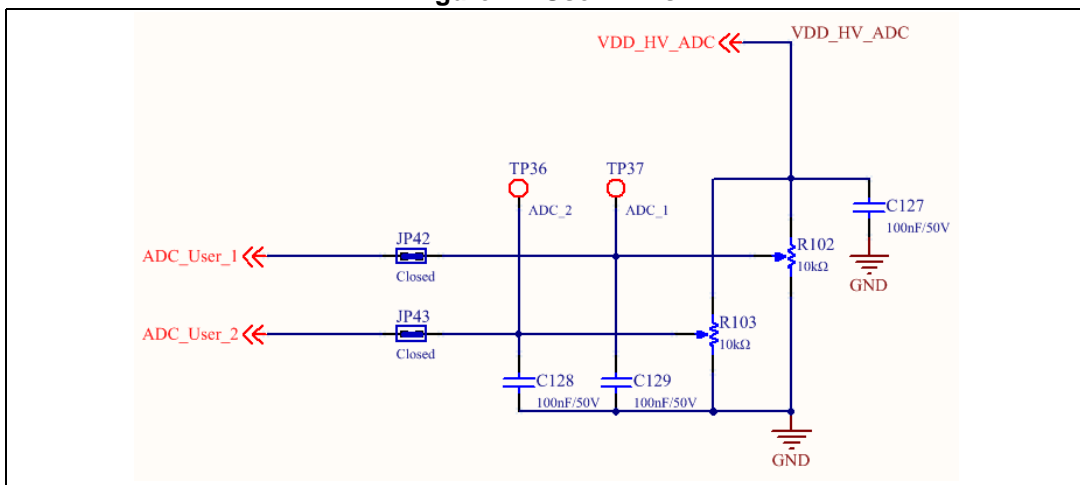 VDD_HV_ADC
VDD_HV_ADC
TP36
TP37
ADC_2
ADC_1
C127
100nF/50V
JP42
ADC_User_1
R102
10kΩ
Closed
GND
JP43
ADC_User_2
R103
10kΩ
Closed
C128
C129
100nF/50V
100nF/50V
GND